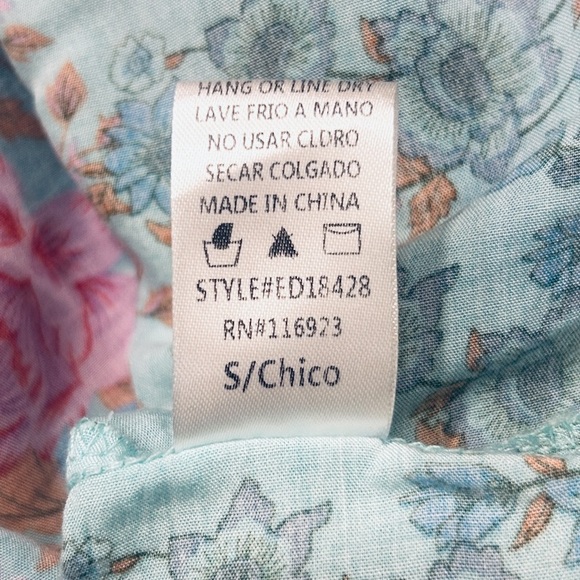 HANG OR LINE DRY
LAVE FRIO A MANO
NO USAR CLDRO
SECAR COLGADO
MADE IN CHINA
STYLE#ED18428
RN#116923
S/Chico